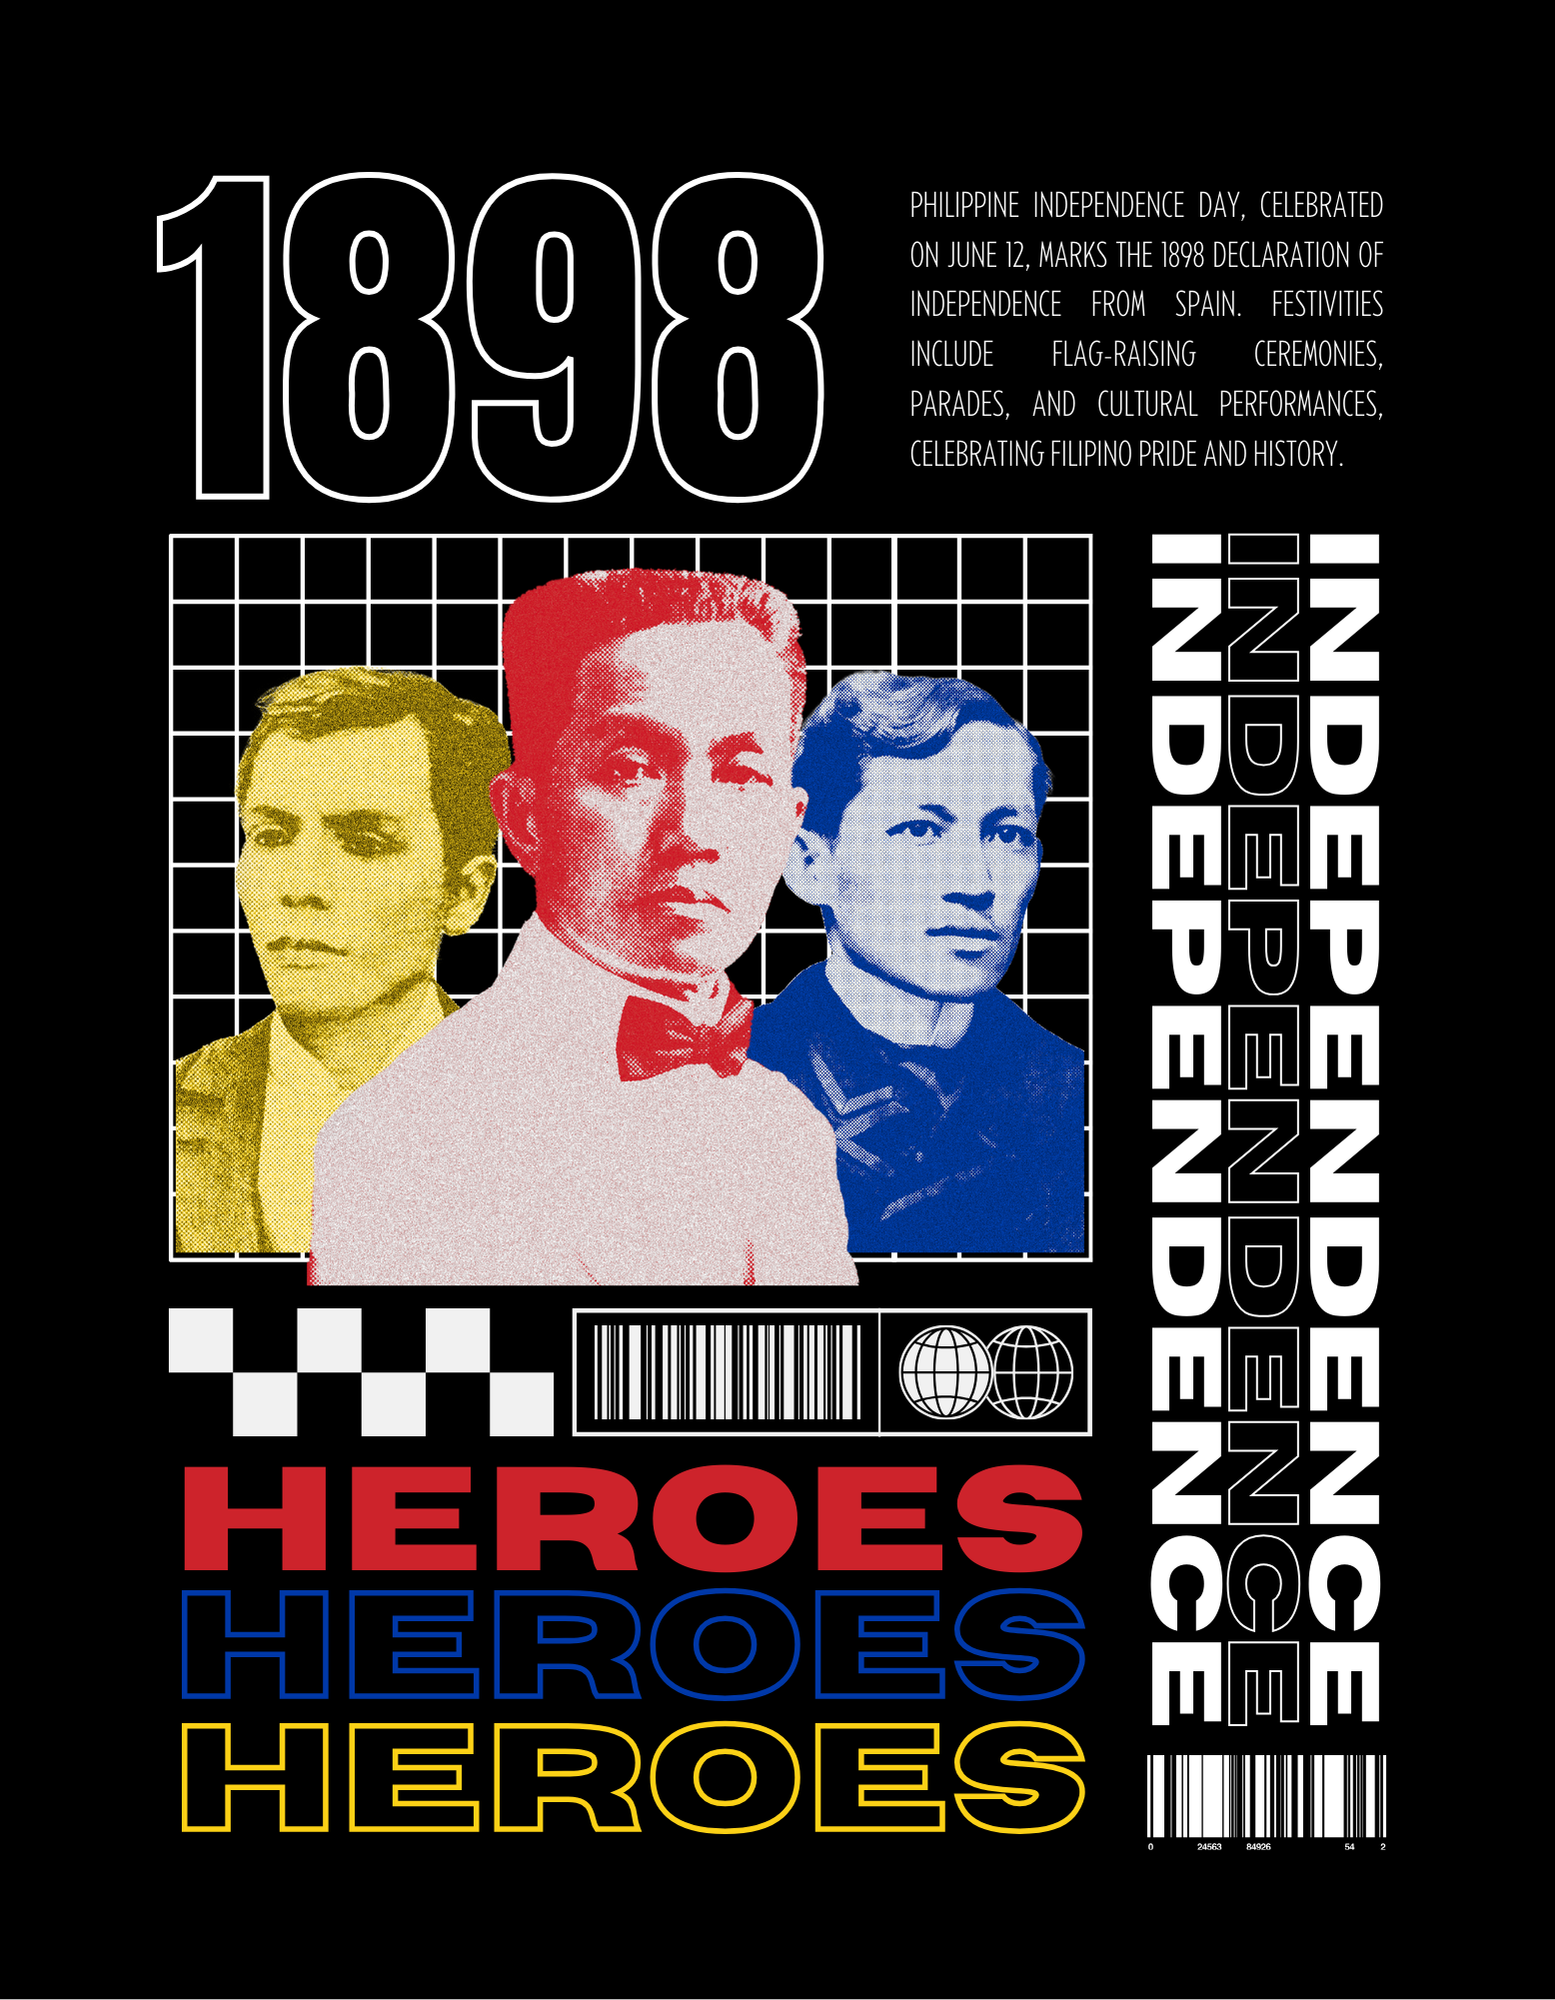 1898
PHILIPPINE INDEPENDENCE DAY, CELEBRATED
ON JUNE 12, MARKS THE 1898 DECLARATION OF
INDEPENDENCE FROM SPAIN. FESTIVITIES
INCLUDE FLAG-RAISING CEREMONIES,
PARADES, AND CULTURAL PERFORMANCES,
CELEBRATING FILIPINO PRIDE AND HISTORY.
INDEPENDENCE
INDEPENDENCE
INDEPENDENCE
HEROES
HEROES
HEROES
0 24563 84926 54 2